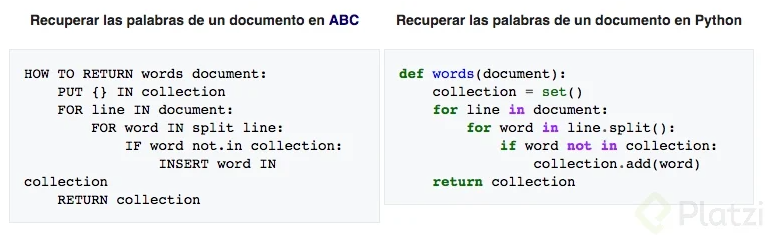 Recuperar las palabras de un documento en ABC
HOW TO RETURN words document:
    PUT {} IN collection
    FOR line IN document:
        FOR word IN split line:
            IF word not.in collection:
                INSERT word IN
collection
    RETURN collection
Recuperar las palabras de un documento en Python
def words(document):
    collection = set()
    for line in document:
        for word in line.split():
            if word not in collection:
                collection.add(word)
    return collection
Platzi